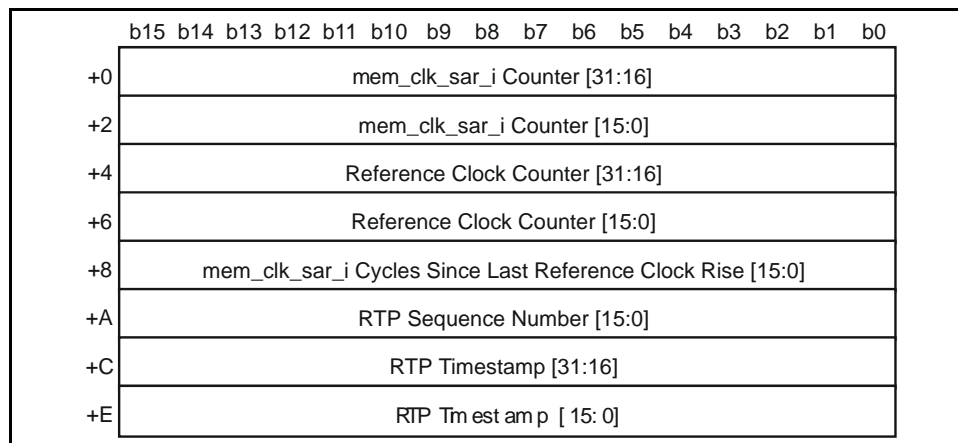 b15 b14 b13 b12 b11 b10 b9 b8 b7 b6 b5 b4 b3 b2 b1 b0
+0 mem_clk_sar_i Counter [31:16]
+2 mem_clk_sar_i Counter [15:0]
+4 Reference Clock Counter [31:16]
+6 Reference Clock Counter [15:0]
+8 mem_clk_sar_i Cycles Since Last Reference Clock Rise [15:0]
+A RTP Sequence Number [15:0]
+C RTP Timestamp [31:16]
+E RTP Tm est am p [ 15: 0]